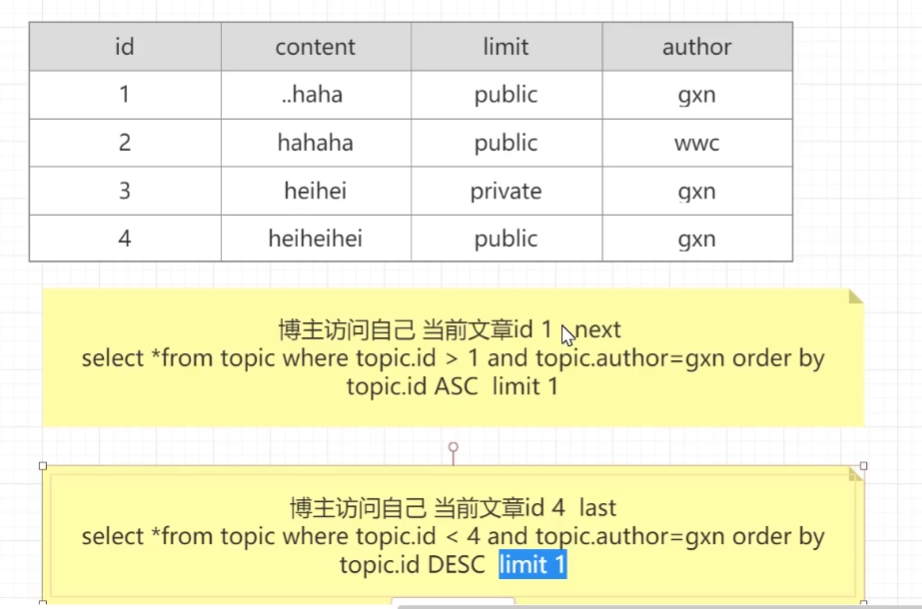 id content limit author
1 ..haha public gxn
2 hahaha public wwc
3 heihei private gxn
4 heiheihei public gxn
博主访问自己 当前文章id 1 next
select *from topic where topic.id > 1 and topic.author=gxn order by
topic.id ASC limit 1
博主访问自己 当前文章id 4 last
select *from topic where topic.id < 4 and topic.author=gxn order by
topic.id DESC limit 1